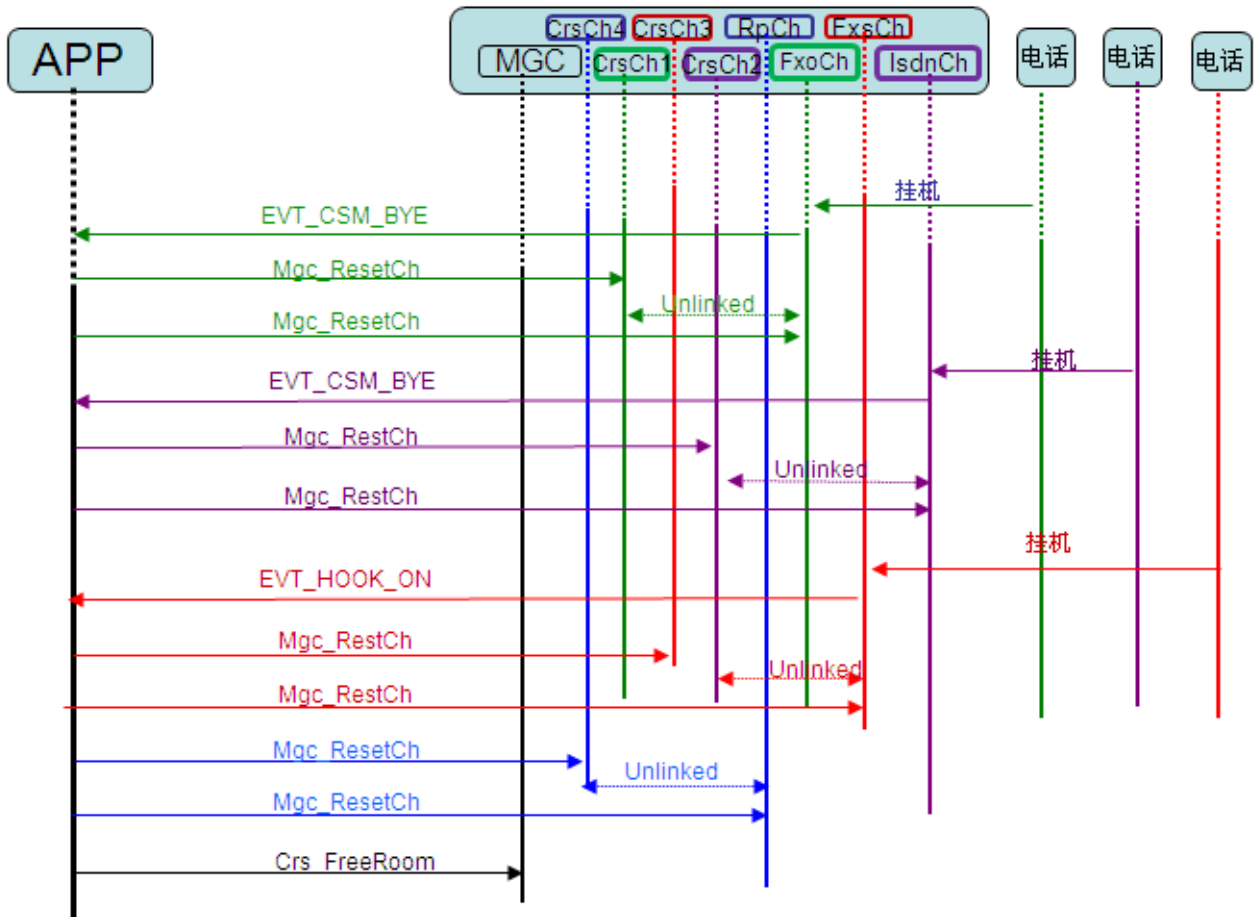 APP
CrsCh4
CrsCh3
RpCh
FxsCh
MGC
CrsCh1
CrsCh2
FxoCh
IsdnCh
电话
电话
电话
挂机
EVT_CSM_BYE
Mgc_ResetCh
Unlinked
Mgc_ResetCh
挂机
EVT_CSM_BYE
Mgc_RestCh
Unlinked
Mgc_RestCh
挂机
EVT_HOOK_ON
Mgc_RestCh
Unlinked
Mgc_RestCh
Mgc_ResetCh
Unlinked
Mgc_ResetCh
Crs_FreeRoom